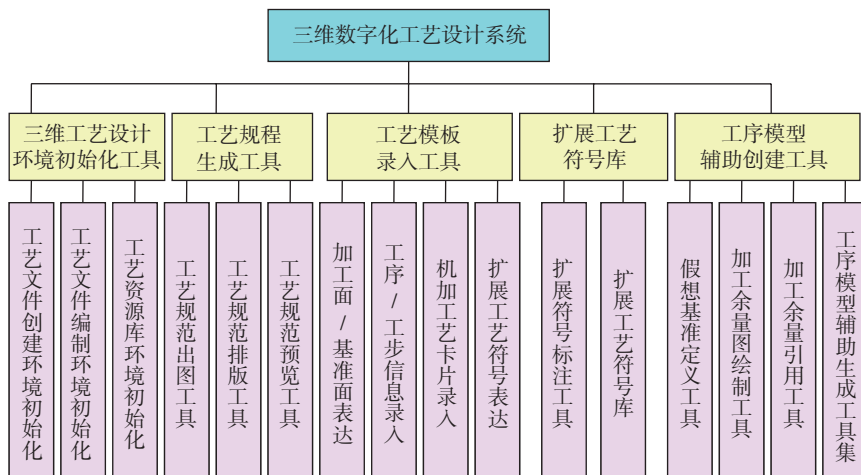 三维数字化工艺设计系统
三维工艺设计
环境初始化工具
工艺规程
生成工具
工艺模板
录入工具
扩展工艺
符号库
工序模型
辅助创建工具
工艺文件创建环境初始化
工艺文件编制环境初始化
工艺资源库环境初始化
工艺规范出图工具
工艺规范排版工具
工艺规范预览工具
加工面/基准面表达
工序/工步信息录入
机加工艺卡片录入
扩展工艺符号表达
扩展符号标注工具
扩展工艺符号库
假想基准定义工具
加工余量图绘制工具
加工余量引用工具
工序模型辅助生成工具集